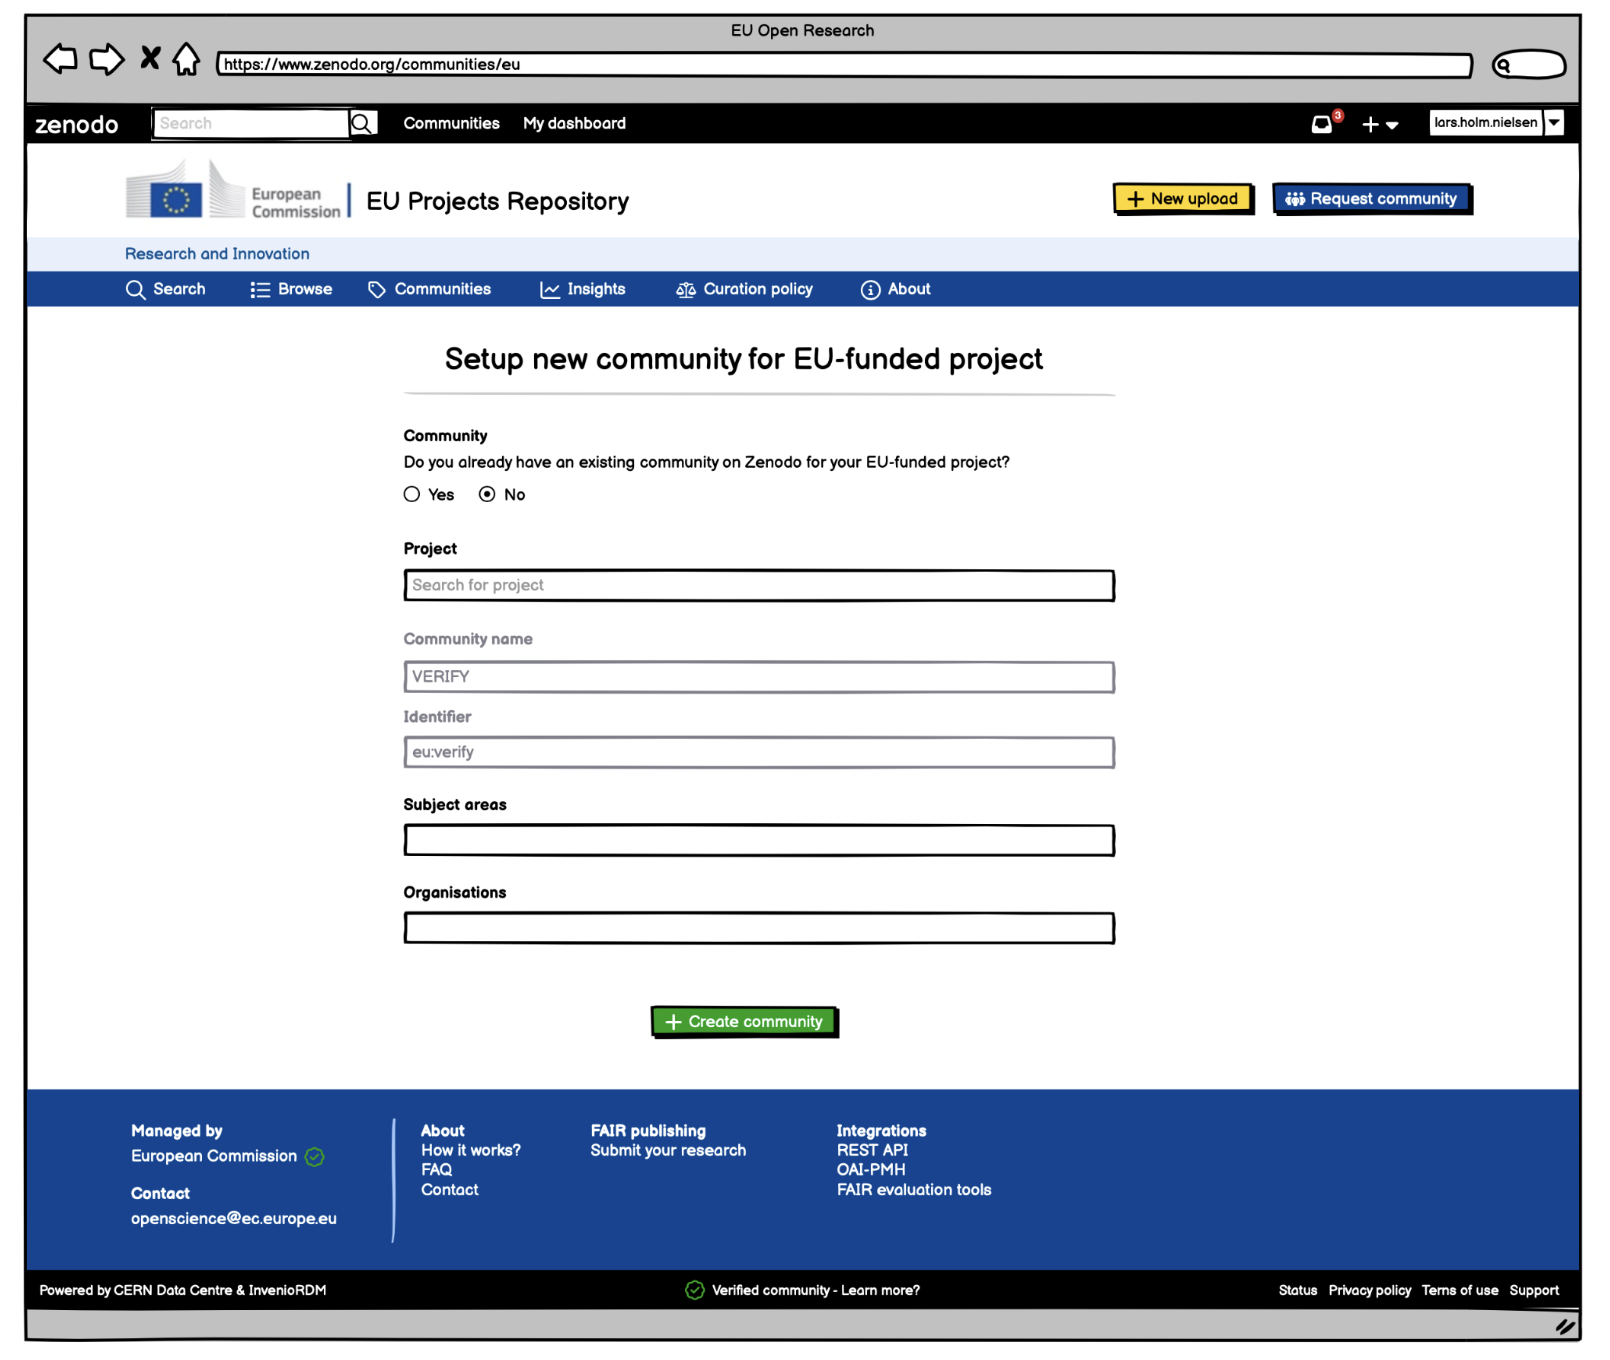 EU Open Research
https://www.zenodo.org/communities/eu
zenodo Search Communities My dashboard 3 lars.holm.nielsen
European
Commission
EU Projects Repository
New upload Request community
Research and Innovation
Search Browse Communities Insights Curation policy About
Setup new community for EU-funded project
Community
Do you already have an existing community on Zenodo for your EU-funded project?
Yes No
Project
Search for project
Community name
VERIFY
Identifier
eu:verify
Subject areas
Organisations
+ Create community
Managed by
European Commission
Contact
openscience@ec.europe.eu
About
How it works?
FAQ
Contact
FAIR publishing
Submit your research
Integrations
REST API
OAI-PMH
FAIR evaluation tools
Powered by CERN Data Centre & InvenioRDM
Verified community - Learn more?
Status Privacy policy Terms of use Support